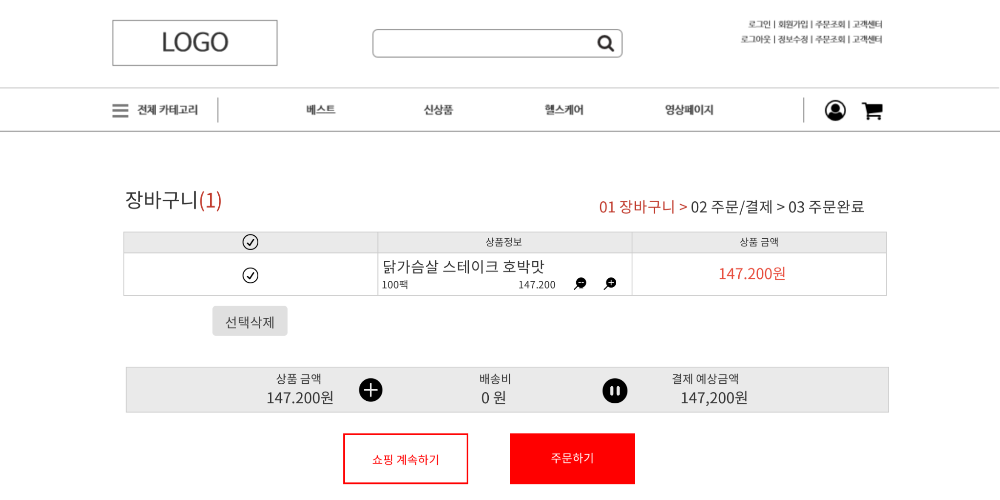 LOGO
로그인 | 회원가입 | 주문조회 | 고객센터
로그아웃 | 정보수정 | 주문조회 | 고객센터
전체 카테고리
베스트
신상품
헬스케어
영상페이지
장바구니(1)
01 장바구니 > 02 주문/결제 > 03 주문완료
상품정보
상품 금액
닭가슴살 스테이크 호박맛
100팩
147.200
147.200원
선택삭제
상품 금액
147.200원
배송비
0 원
결제 예상금액
147,200원
쇼핑 계속하기
주문하기